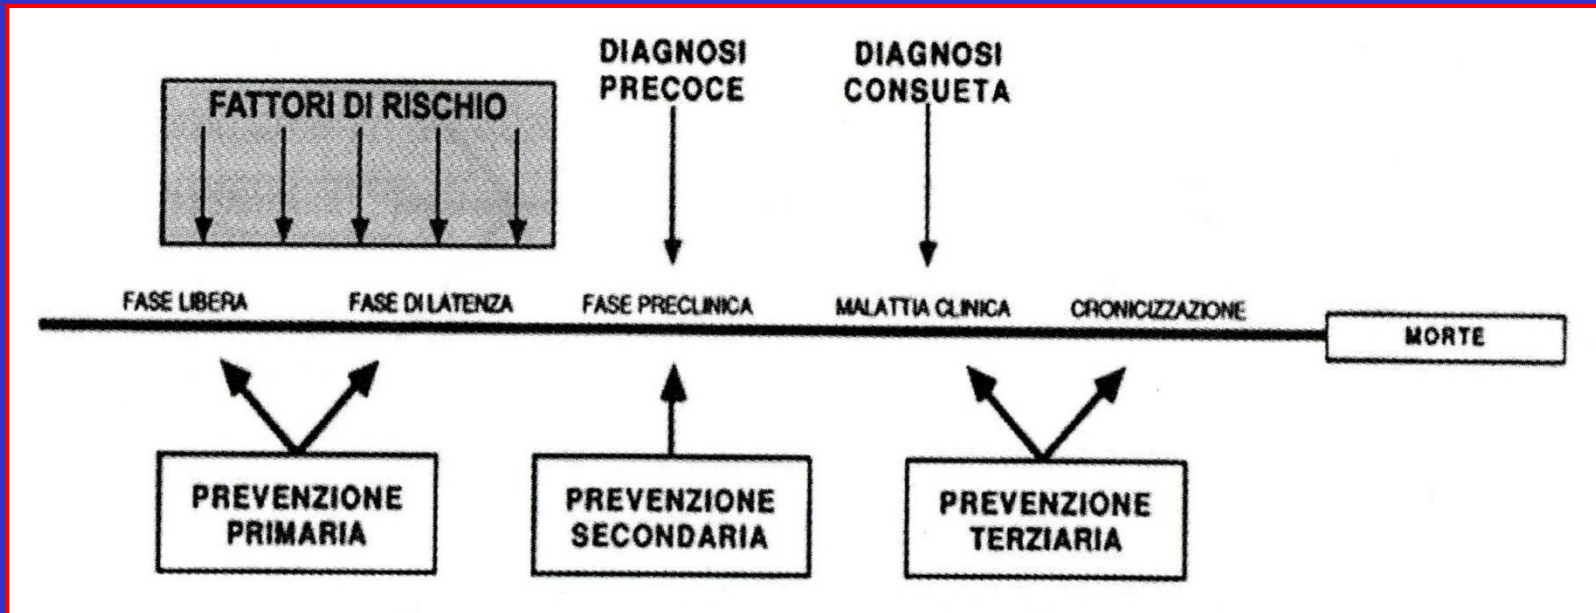 FATTORI DI RISCHIO
DIAGNOSI
PRECOCE
DIAGNOSI
CONSUETA
FASE LIBERA
FASE DI LATENZA
FASE PRECLINICA
MALATTIA CLINICA
CRONICIZZAZIONE
MORTE
PREVENZIONE
PRIMARIA
PREVENZIONE
SECONDARIA
PREVENZIONE
TERZIARIA